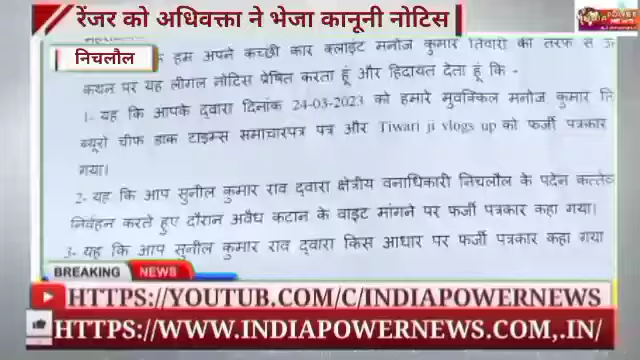 रेंजर को अधिवक्ता ने भेजा कानूनी नोटिस
INDIA POWER NEWS
निचलौल
हम अपने कच्छी कार क्लाइंट मनोज कुमार तिवारी की तरफ से
कथन पर यह लीगल नोटिस प्रेषित करता हूं और हिदायत देता हूं कि -
1- यह कि आपके द्वारा दिनांक 24-03-2023 को हमारे मुवक्किल मनोज कुमार ति
ब्यूरो चीफ डाक टाइम्स समाचारपत्र पत्र और Tiwari ji vlogs up को फर्जी पत्रकार
गया।
2- यह कि आप सुनील कुमार राव द्वारा क्षेत्रीय वनाधिकारी निचलौल के पदेन कर्त्तव्य
निर्वहन करते हुए दौरान अवैध कटान के वाइट मांगने पर फर्जी पत्रकार कहा गया।
3- यह कि आप सुनील कुमार राव द्वारा किस आधार पर फर्जी पत्रकार कहा गया
BREAKING NEWS
HTTPS://YOUTUB.COM/C/INDIAPOWERNEWS
HTTPS://WWW.INDIAPOWERNEWS.COM,.IN/